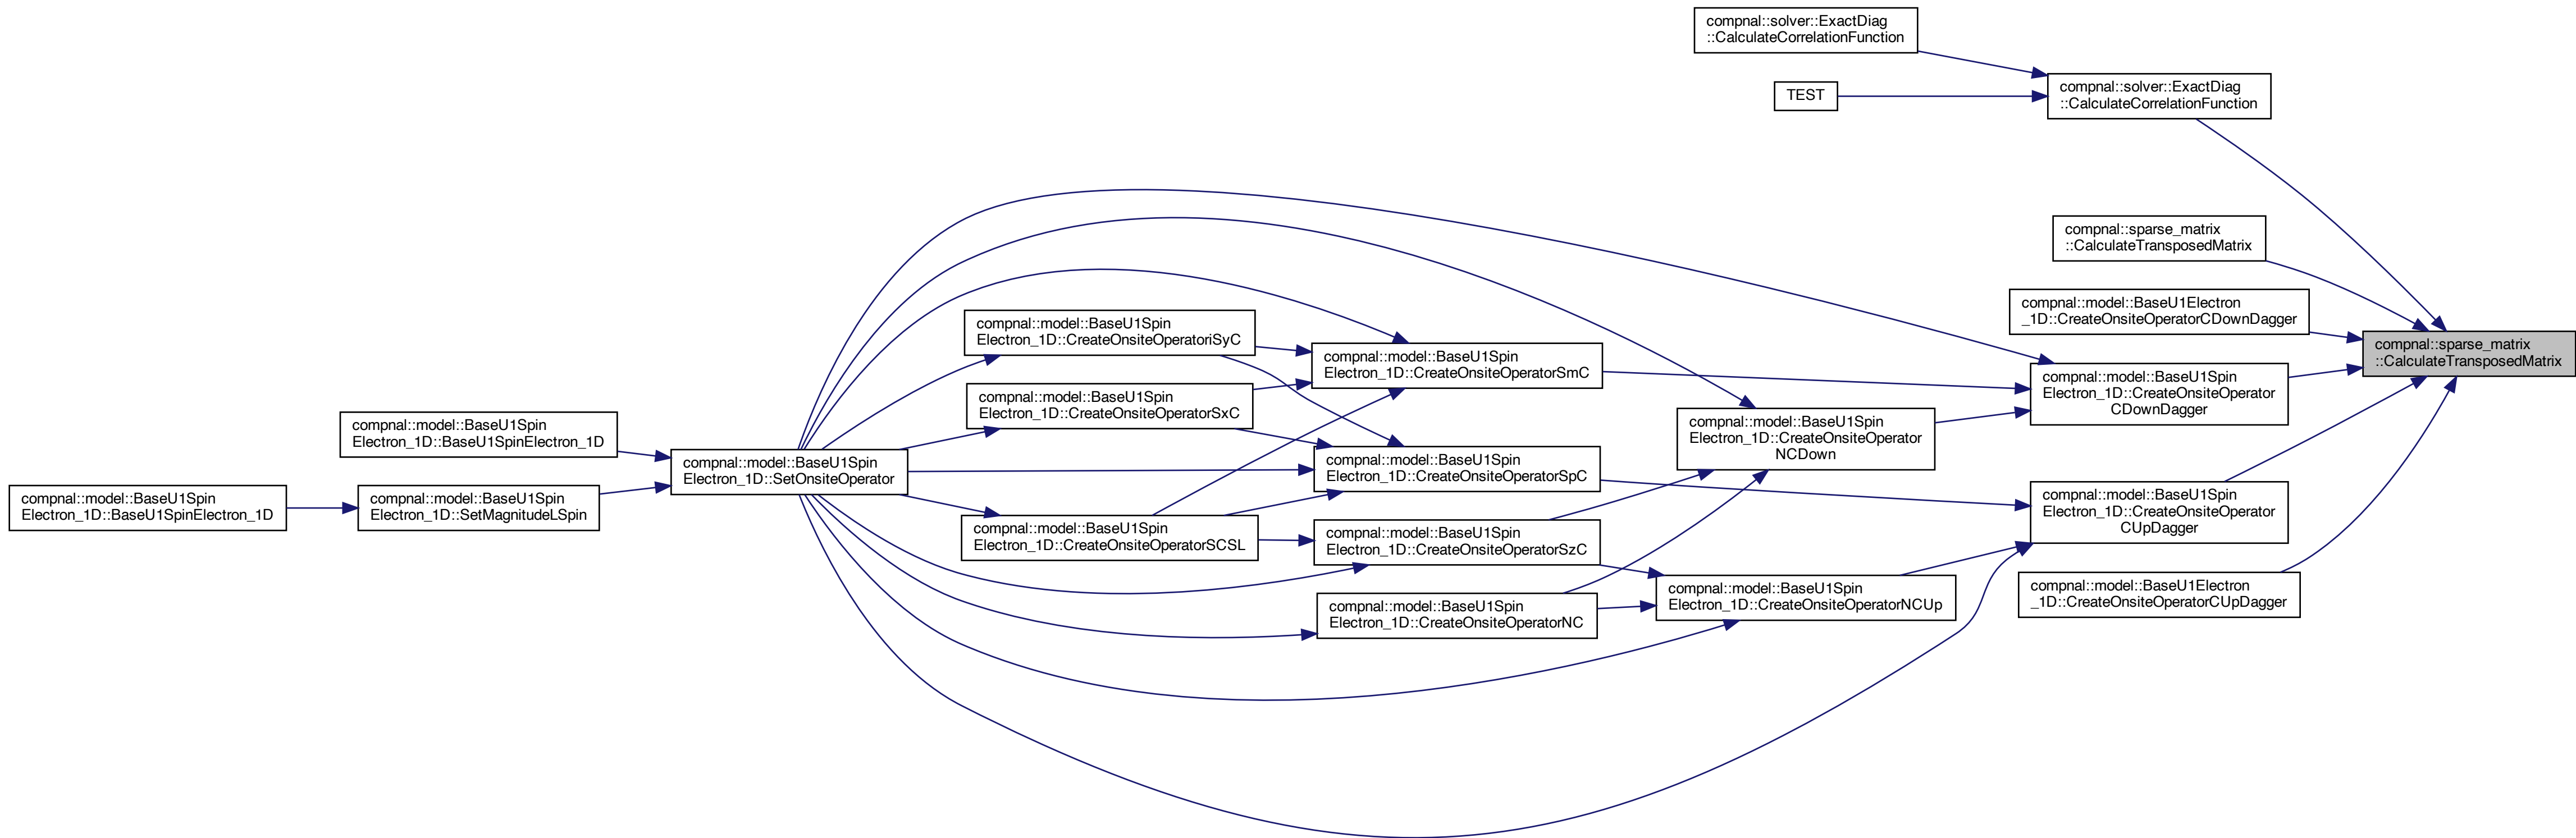 compnal::solver::ExactDiag
::CalculateCorrelationFunction
TEST
compnal::solver::ExactDiag
::CalculateCorrelationFunction
compnal::sparse_matrix
::CalculateTransposedMatrix
compnal::model::BaseU1Electron
_1D::CreateOnsiteOperatorCDownDagger
compnal::sparse_matrix
::CalculateTransposedMatrix
compnal::model::BaseU1Spin
Electron_1D::CreateOnsiteOperatoriSyC
compnal::model::BaseU1Spin
Electron_1D::CreateOnsiteOperatorSmC
compnal::model::BaseU1Spin
Electron_1D::CreateOnsiteOperator
CDownDagger
compnal::model::BaseU1Spin
Electron_1D::CreateOnsiteOperatorSxC
compnal::model::BaseU1Spin
Electron_1D::CreateOnsiteOperator
NCDown
compnal::model::BaseU1Spin
Electron_1D::BaseU1SpinElectron_1D
compnal::model::BaseU1Spin
Electron_1D::SetOnsiteOperator
compnal::model::BaseU1Spin
Electron_1D::CreateOnsiteOperatorSpC
compnal::model::BaseU1Spin
Electron_1D::BaseU1SpinElectron_1D
compnal::model::BaseU1Spin
Electron_1D::SetMagnitudeLSpin
compnal::model::BaseU1Spin
Electron_1D::CreateOnsiteOperator
CUpDagger
compnal::model::BaseU1Spin
Electron_1D::CreateOnsiteOperatorSCSL
compnal::model::BaseU1Spin
Electron_1D::CreateOnsiteOperatorSzC
compnal::model::BaseU1Spin
Electron_1D::CreateOnsiteOperatorNCUp
compnal::model::BaseU1Electron
_1D::CreateOnsiteOperatorCUpDagger
compnal::model::BaseU1Spin
Electron_1D::CreateOnsiteOperatorNC